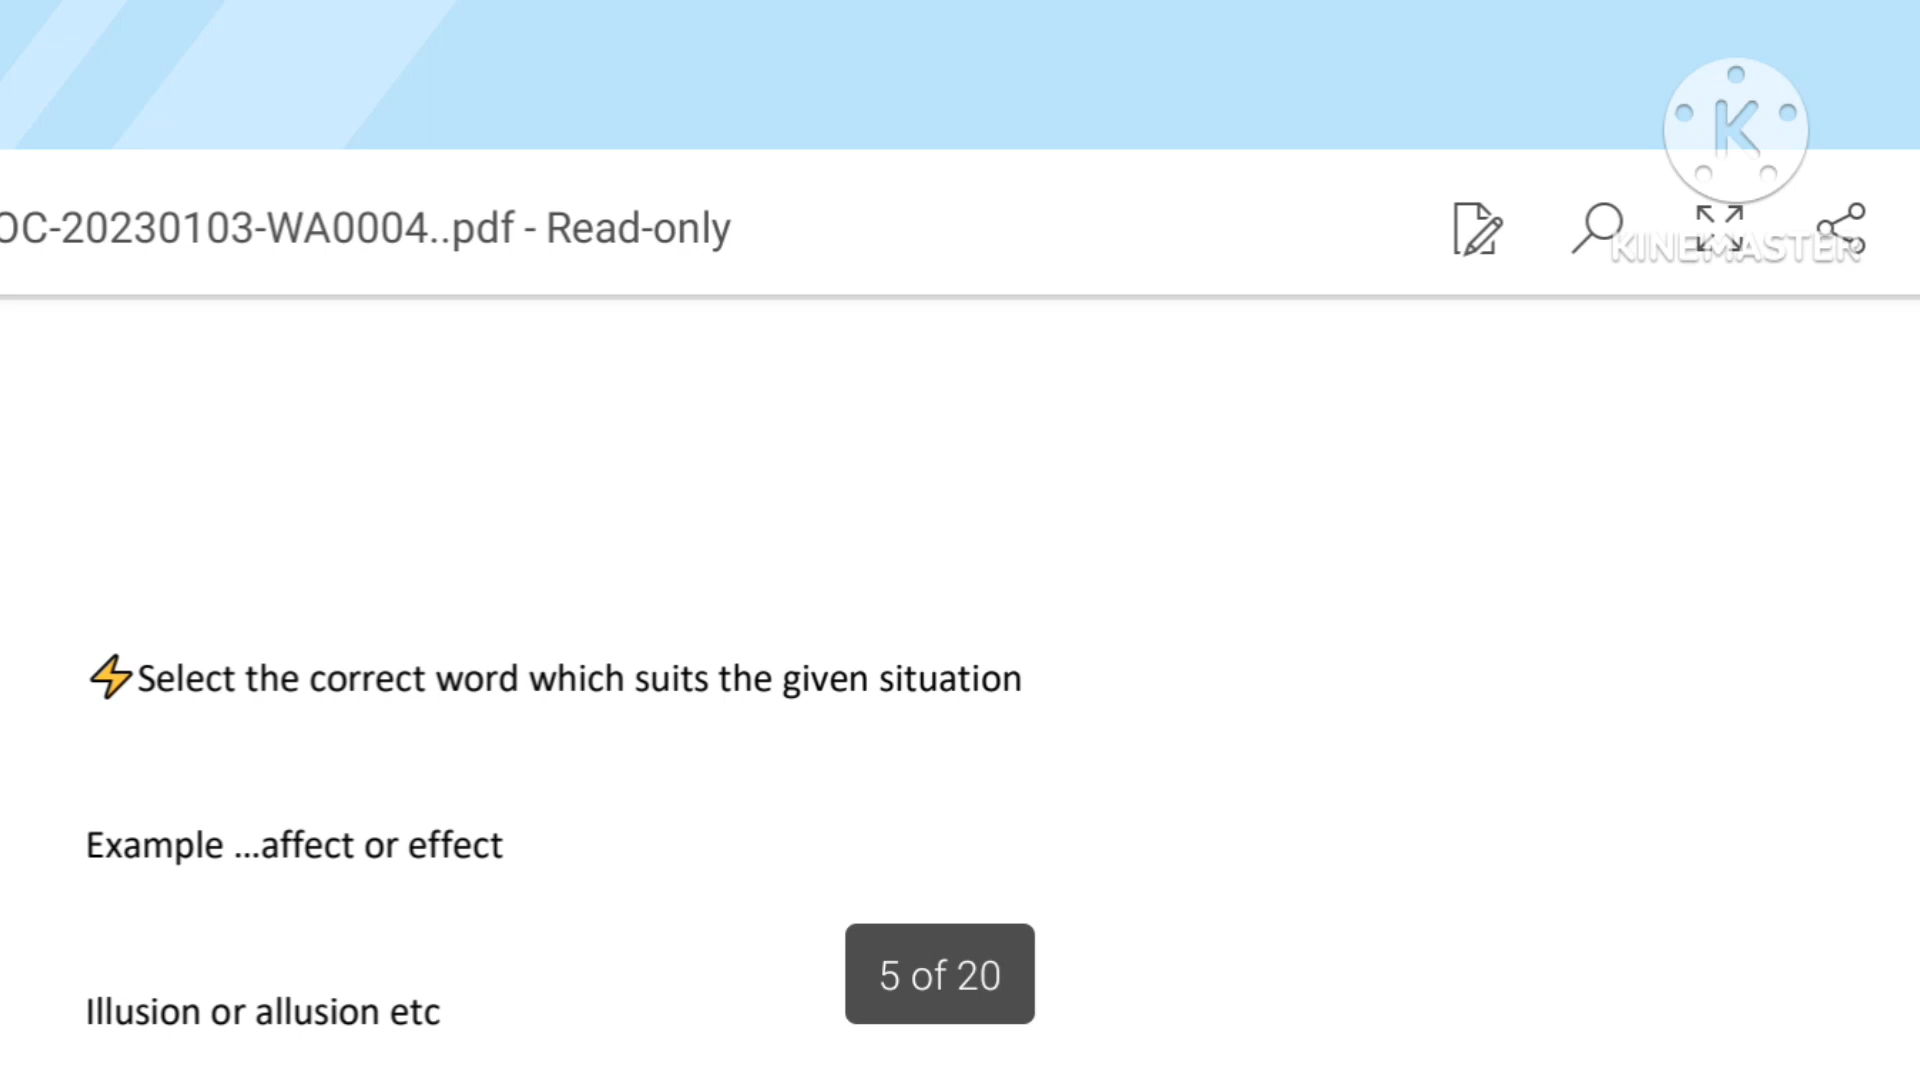 K
OC-20230103-WA0004..pdf - Read-only
KINEMASTER
⚡Select the correct word which suits the given situation
Example ...affect or effect
5 of 20
Illusion or allusion etc